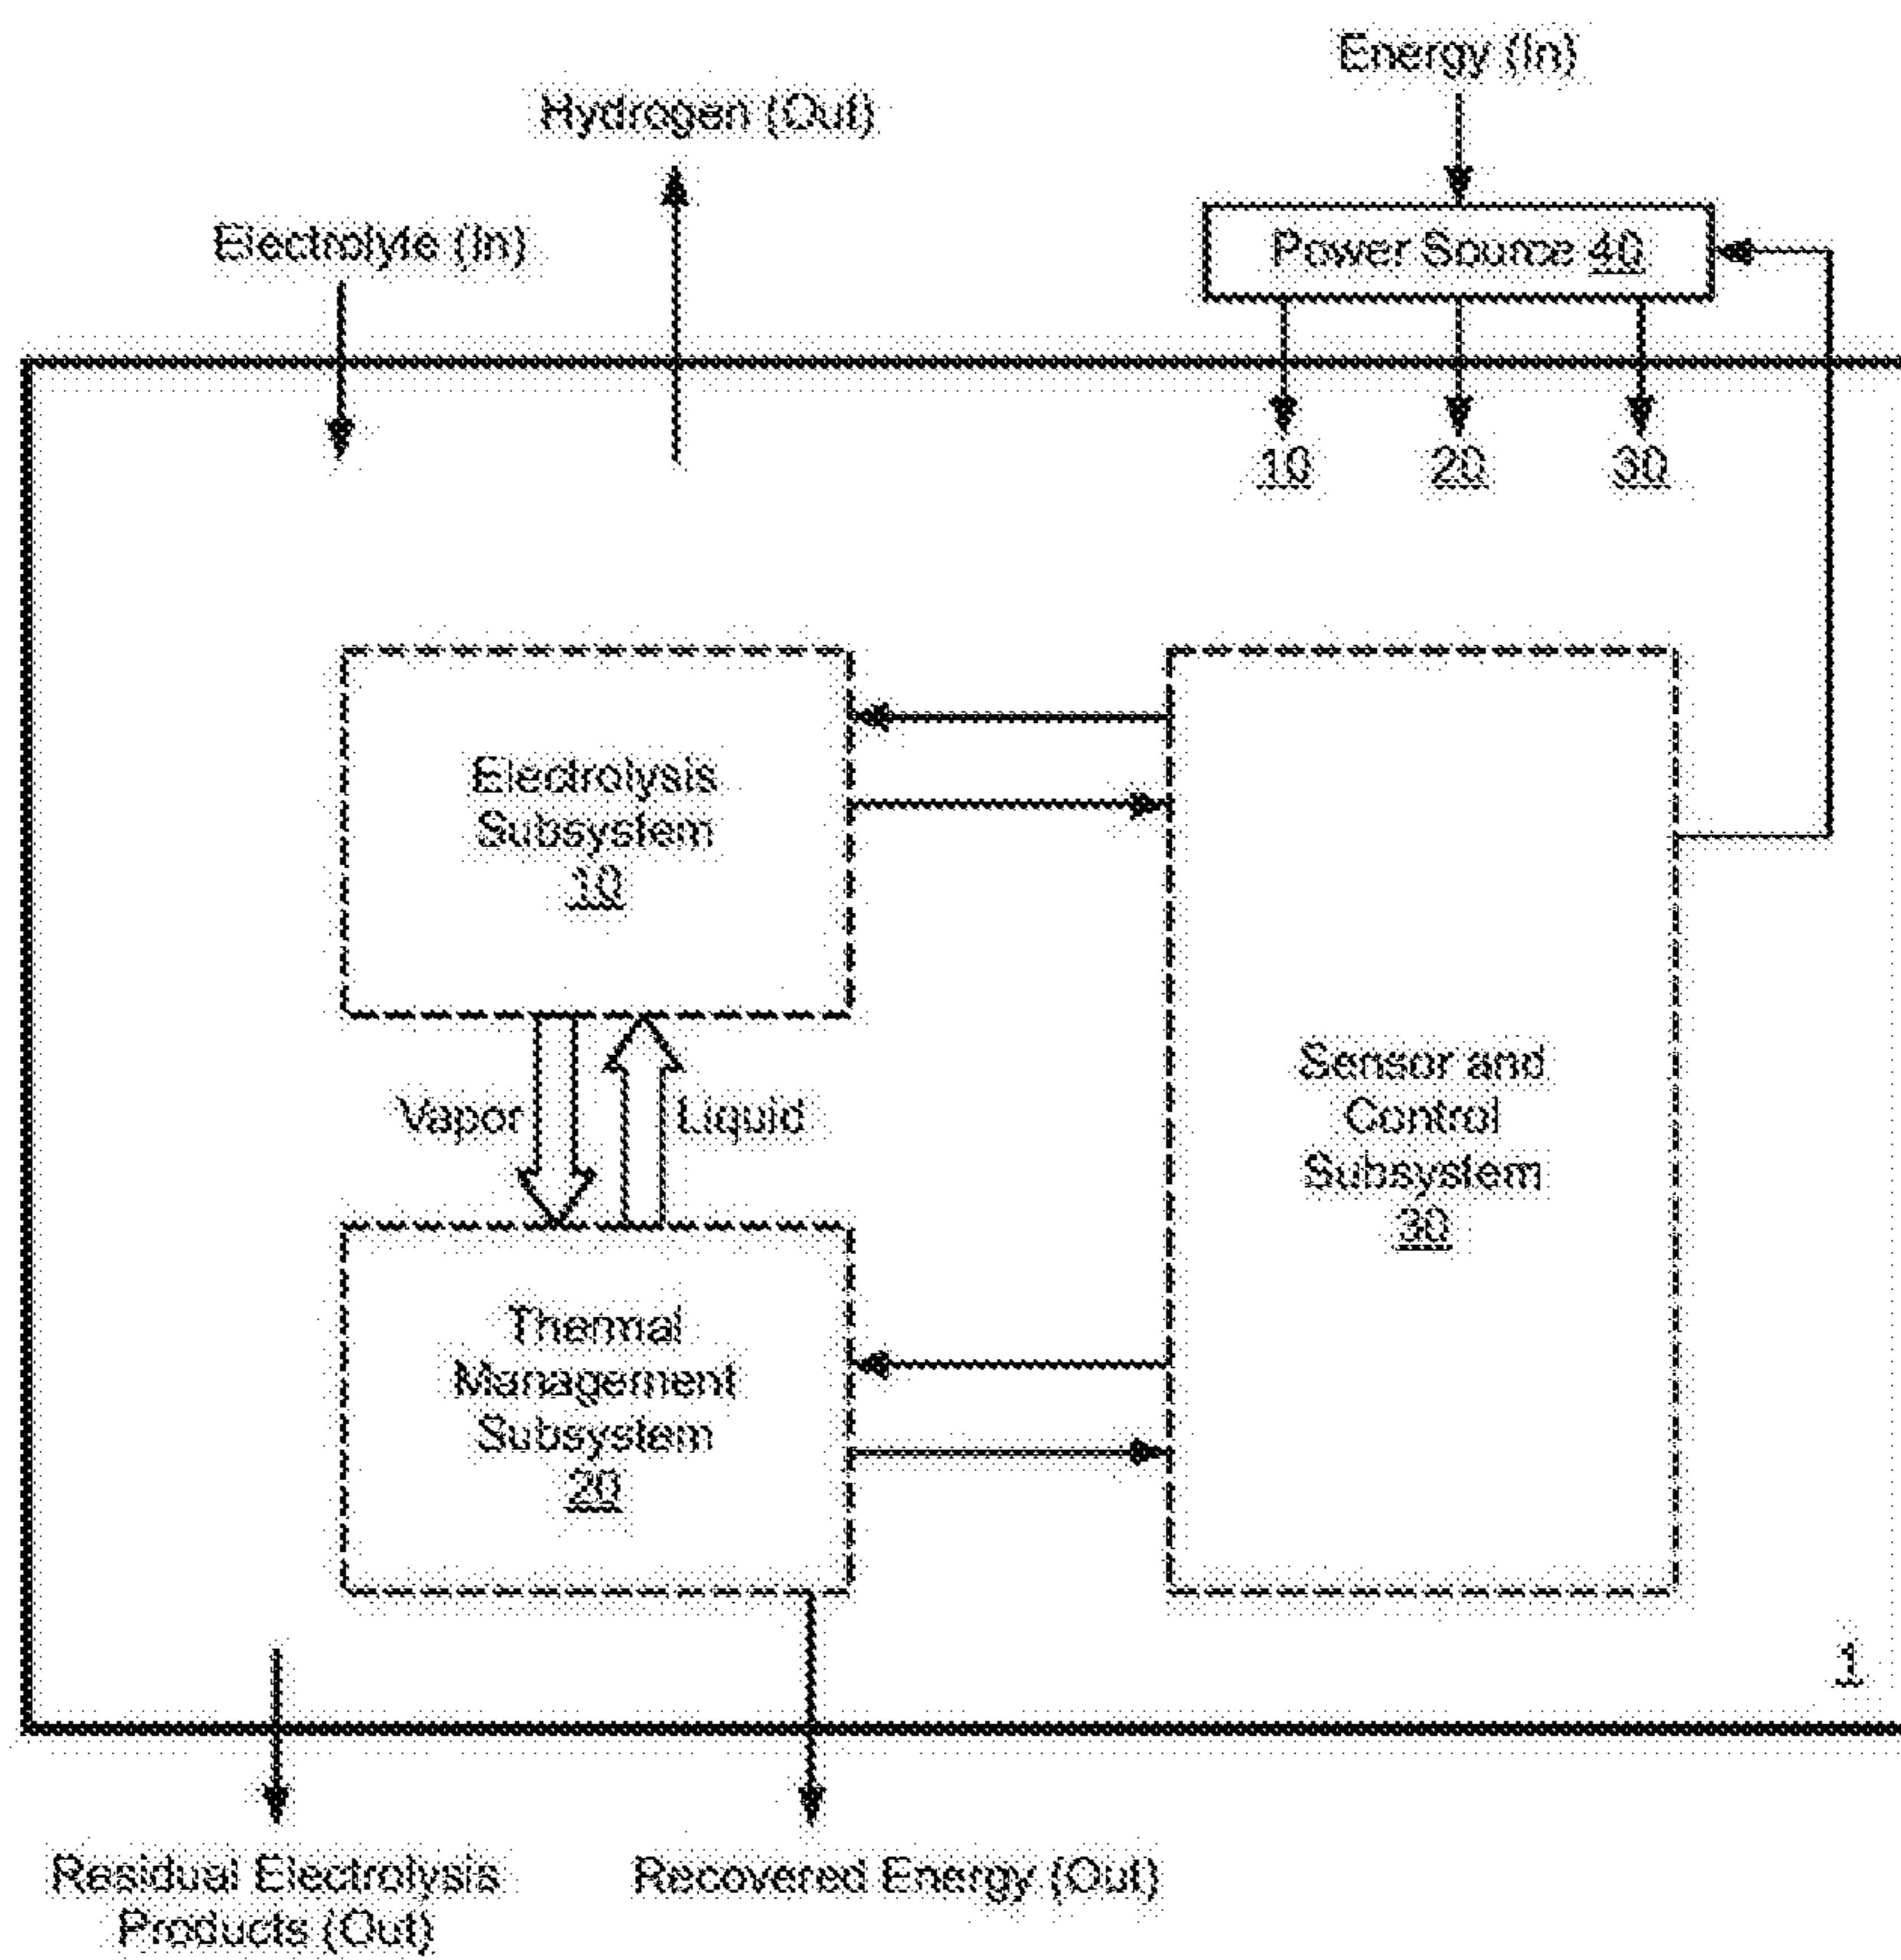 Energy (In)
Hydrogen (Out)
Electrolyte (In)
Power Source 40
10 20 30
Electrolysis
Subsystem
10
Vapor
Liquid
Sensor and
Control
Subsystem
30
Thermal
Management
Subsystem
20
1
Residual Electrolysis
Products (Out)
Recovered Energy (Out)